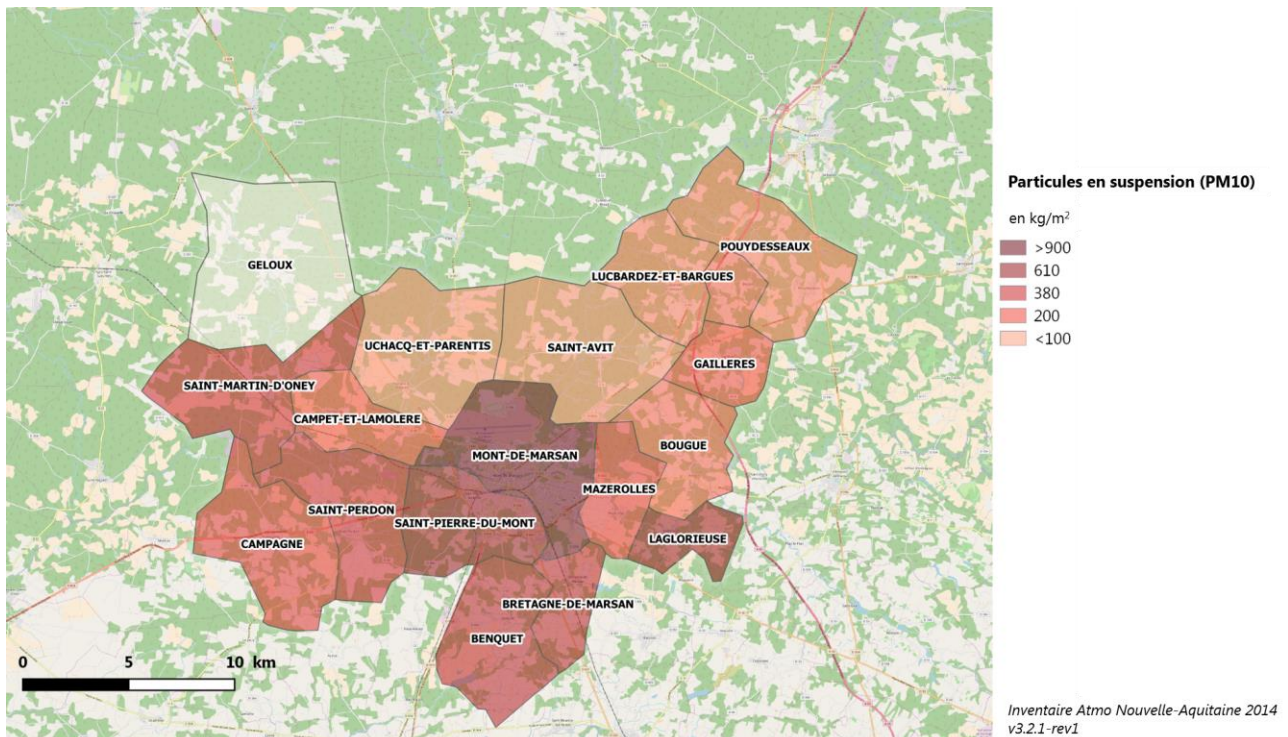 GELOUX
POUYDESSEAUX
LUCBARDEZ-ET-BARGUES
UCHACQ-ET-PARENTIS
SAINT-AVIT
GAILLERES
SAINT-MARTIN-D'ONEY
CAMPET-ET-LAMOLERE
BOUGUE
MONT-DE-MARSAN
MAZEROLLES
SAINT-PERDON
SAINT-PIERRE-DU-MONT
LAGLORIEUSE
CAMPAGNE
BRETAGNE-DE-MARSAN
BENQUET
0 5 10 km
Particules en suspension (PM10)
en kg/m²
>900
610
380
200
<100
Inventaire Atmo Nouvelle-Aquitaine 2014
v3.2.1-rev1